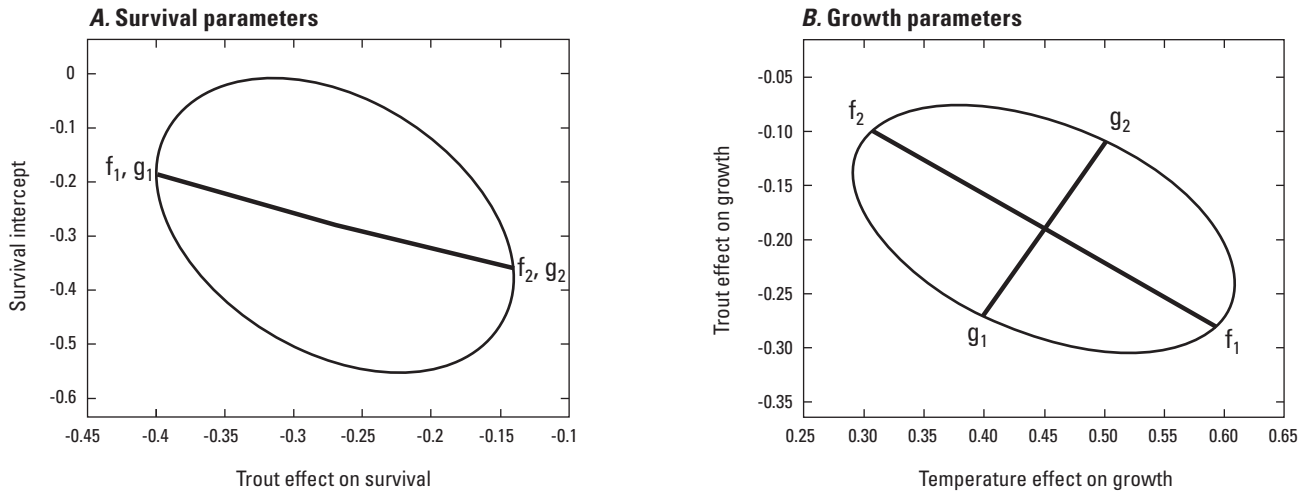 A. Survival parameters
0
-0.1
-0.2
-0.3
-0.4
-0.5
-0.6
Survival intercept
f1, g1
f2, g2
-0.45
-0.4
-0.35
-0.3
-0.25
-0.2
-0.15
-0.1
Trout effect on survival
B. Growth parameters
-0.05
-0.10
-0.15
-0.20
-0.25
-0.30
-0.35
Trout effect on growth
f2
g2
g1
f1
0.25
0.30
0.35
0.40
0.45
0.50
0.55
0.60
0.65
Temperature effect on growth